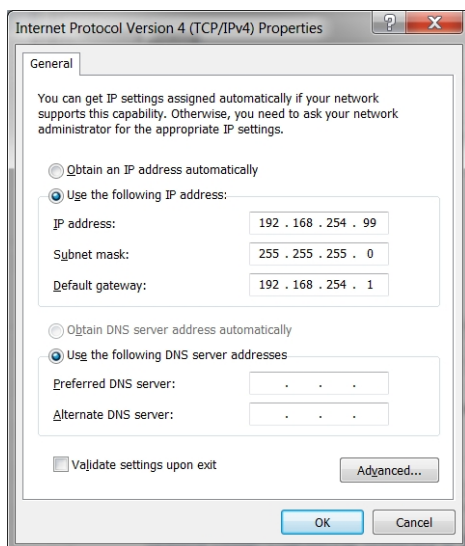 Internet Protocol Version 4 (TCP/IPv4) Properties
?
X
General
You can get IP settings assigned automatically if your network
supports this capability. Otherwise, you need to ask your network
administrator for the appropriate IP settings.
Obtain an IP address automatically
Use the following IP address:
IP address: 192 . 168 . 254 . 99
Subnet mask: 255 . 255 . 255 . 0
Default gateway: 192 . 168 . 254 . 1
Obtain DNS server address automatically
Use the following DNS server addresses
Preferred DNS server: . . .
Alternate DNS server: . . .
Validate settings upon exit
Advanced...
OK Cancel